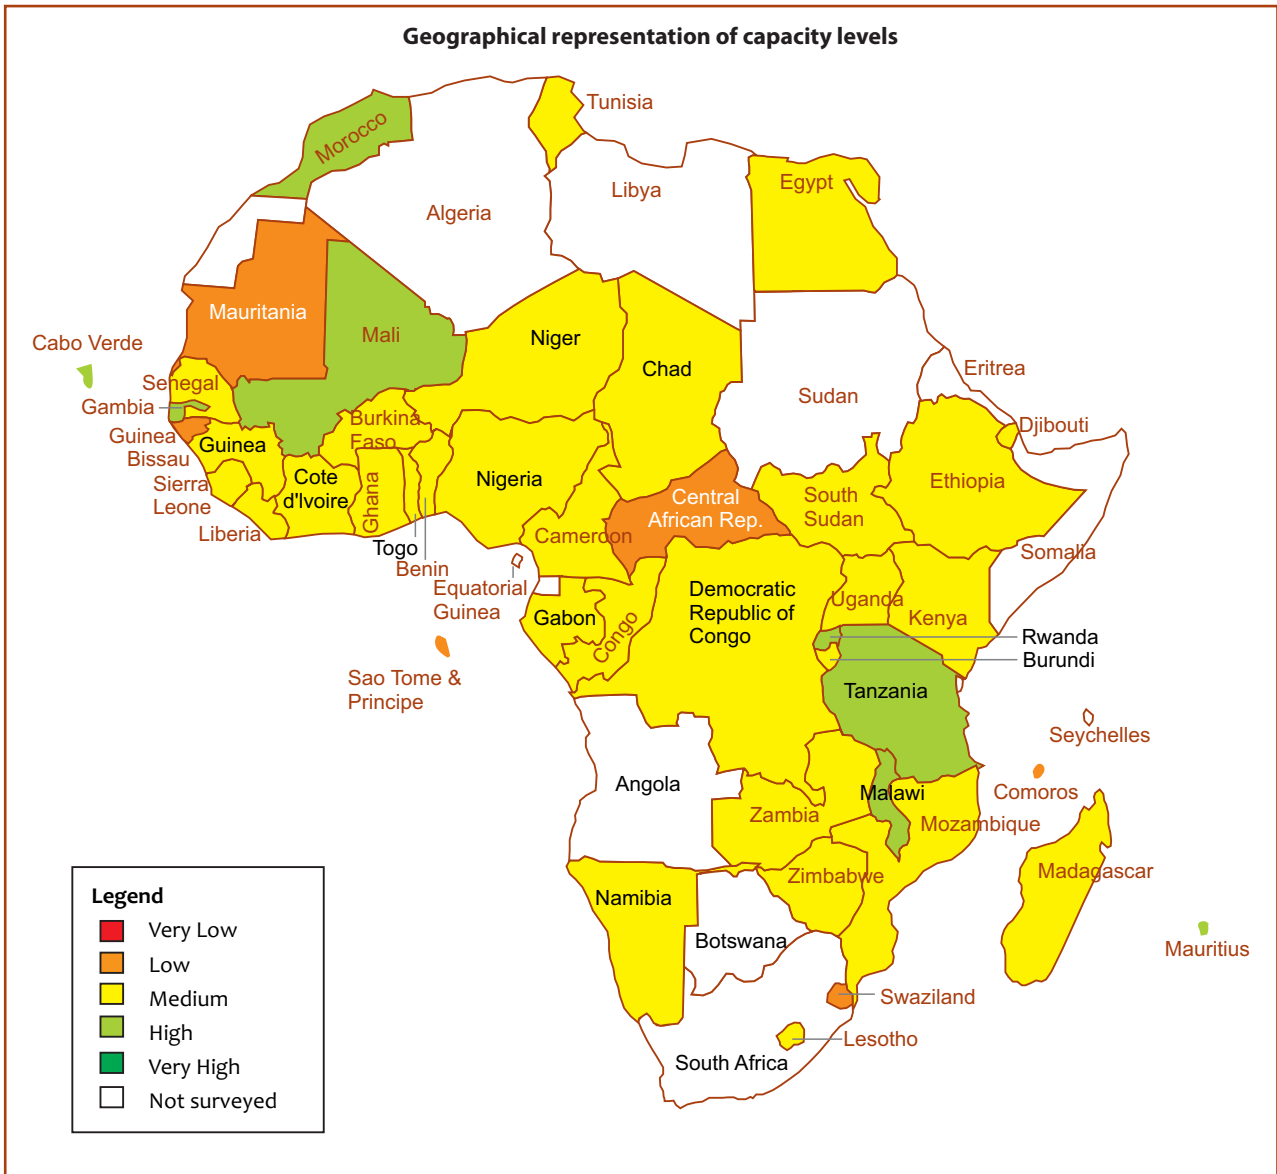 Geographical representation of capacity levels
Tunisia
Morocco
Algeria
Libya
Egypt
Mauritania
Mali
Niger
Chad
Cabo Verde
Senegal
Gambia
Guinea
Bissau
Guinea
Burkina
Faso
Sudan
Eritrea
Djibouti
Sierra
Leone
Liberia
Cote
d'Ivoire
Ghana
Togo
Benin
Nigeria
Cameroon
Central
African Rep.
South
Sudan
Ethiopia
Somalia
Equatorial
Guinea
Gabon
Congo
Democratic
Republic of
Congo
Uganda
Kenya
Rwanda
Burundi
Sao Tome &
Principe
Tanzania
Seychelles
Angola
Comoros
Zambia
Malawi
Mozambique
Madagascar
Zimbabwe
Namibia
Botswana
Mauritius
Swaziland
Lesotho
South Africa
Legend
Very Low
Low
Medium
High
Very High
Not surveyed